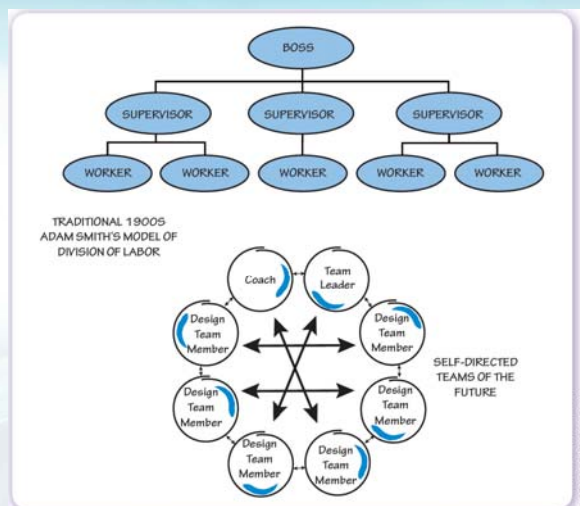 BOSS
SUPERVISOR
SUPERVISOR
SUPERVISOR
WORKER
WORKER
WORKER
WORKER
WORKER
TRADITIONAL 1900S
ADAM SMITH'S MODEL OF
DIVISION OF LABOR
Coach
Team
Leader
Design
Team
Member
Design
Team
Member
SELF-DIRECTED
TEAMS OF THE
FUTURE
Design
Team
Member
Design
Team
Member
Design
Team
Member
Design
Team
Member